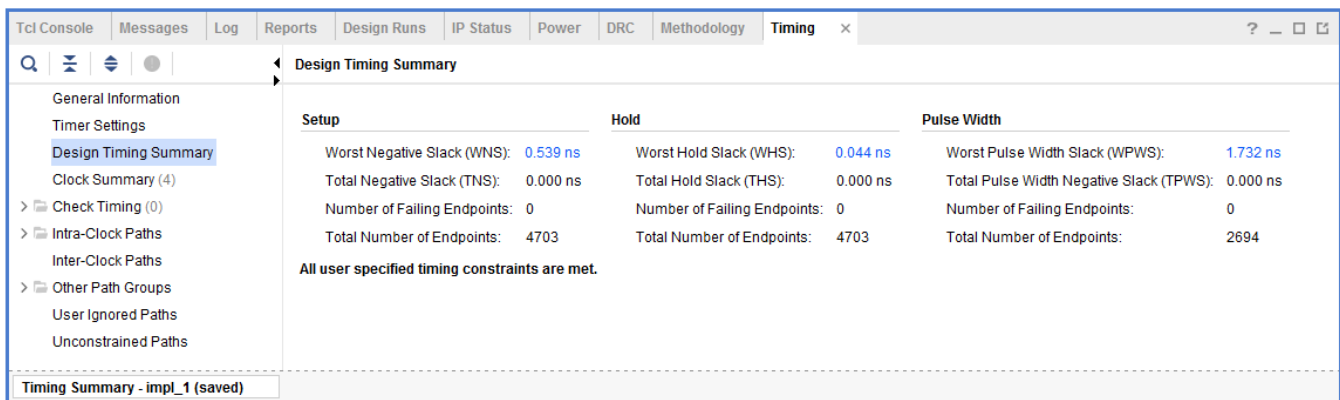 Tcl Console Messages Log Reports Design Runs IP Status Power DRC Methodology Timing × ? _
Design Timing Summary
General Information
Timer Settings
Design Timing Summary
Clock Summary (4)
> Check Timing (0)
> Intra-Clock Paths
Inter-Clock Paths
> Other Path Groups
User Ignored Paths
Unconstrained Paths
Setup
Worst Negative Slack (WNS): 0.539 ns
Total Negative Slack (TNS): 0.000 ns
Number of Failing Endpoints: 0
Total Number of Endpoints: 4703
Hold
Worst Hold Slack (WHS): 0.044 ns
Total Hold Slack (THS): 0.000 ns
Number of Failing Endpoints: 0
Total Number of Endpoints: 4703
Pulse Width
Worst Pulse Width Slack (WPWS): 1.732 ns
Total Pulse Width Negative Slack (TPWS): 0.000 ns
Number of Failing Endpoints: 0
Total Number of Endpoints: 2694
All user specified timing constraints are met.
Timing Summary - impl_1 (saved)